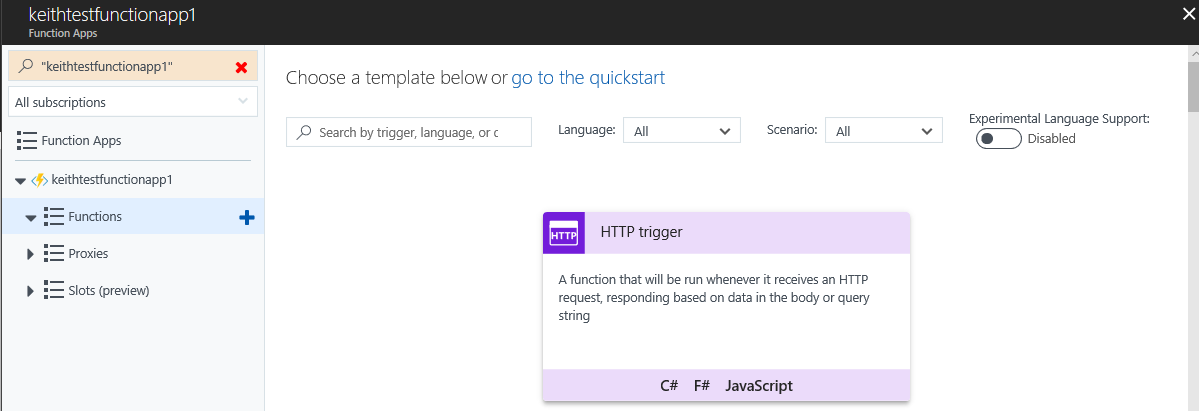 keithtestfunctionapp1
Function Apps
"keithtestfunctionapp1"
All subscriptions
Function Apps
keithtestfunctionapp1
Functions
Proxies
Slots (preview)
Choose a template below or go to the quickstart
Search by trigger, language, or c
Language: All
Scenario: All
Experimental Language Support:
Disabled
HTTP
HTTP trigger
A function that will be run whenever it receives an HTTP
request, responding based on data in the body or query
string
C# F# JavaScript